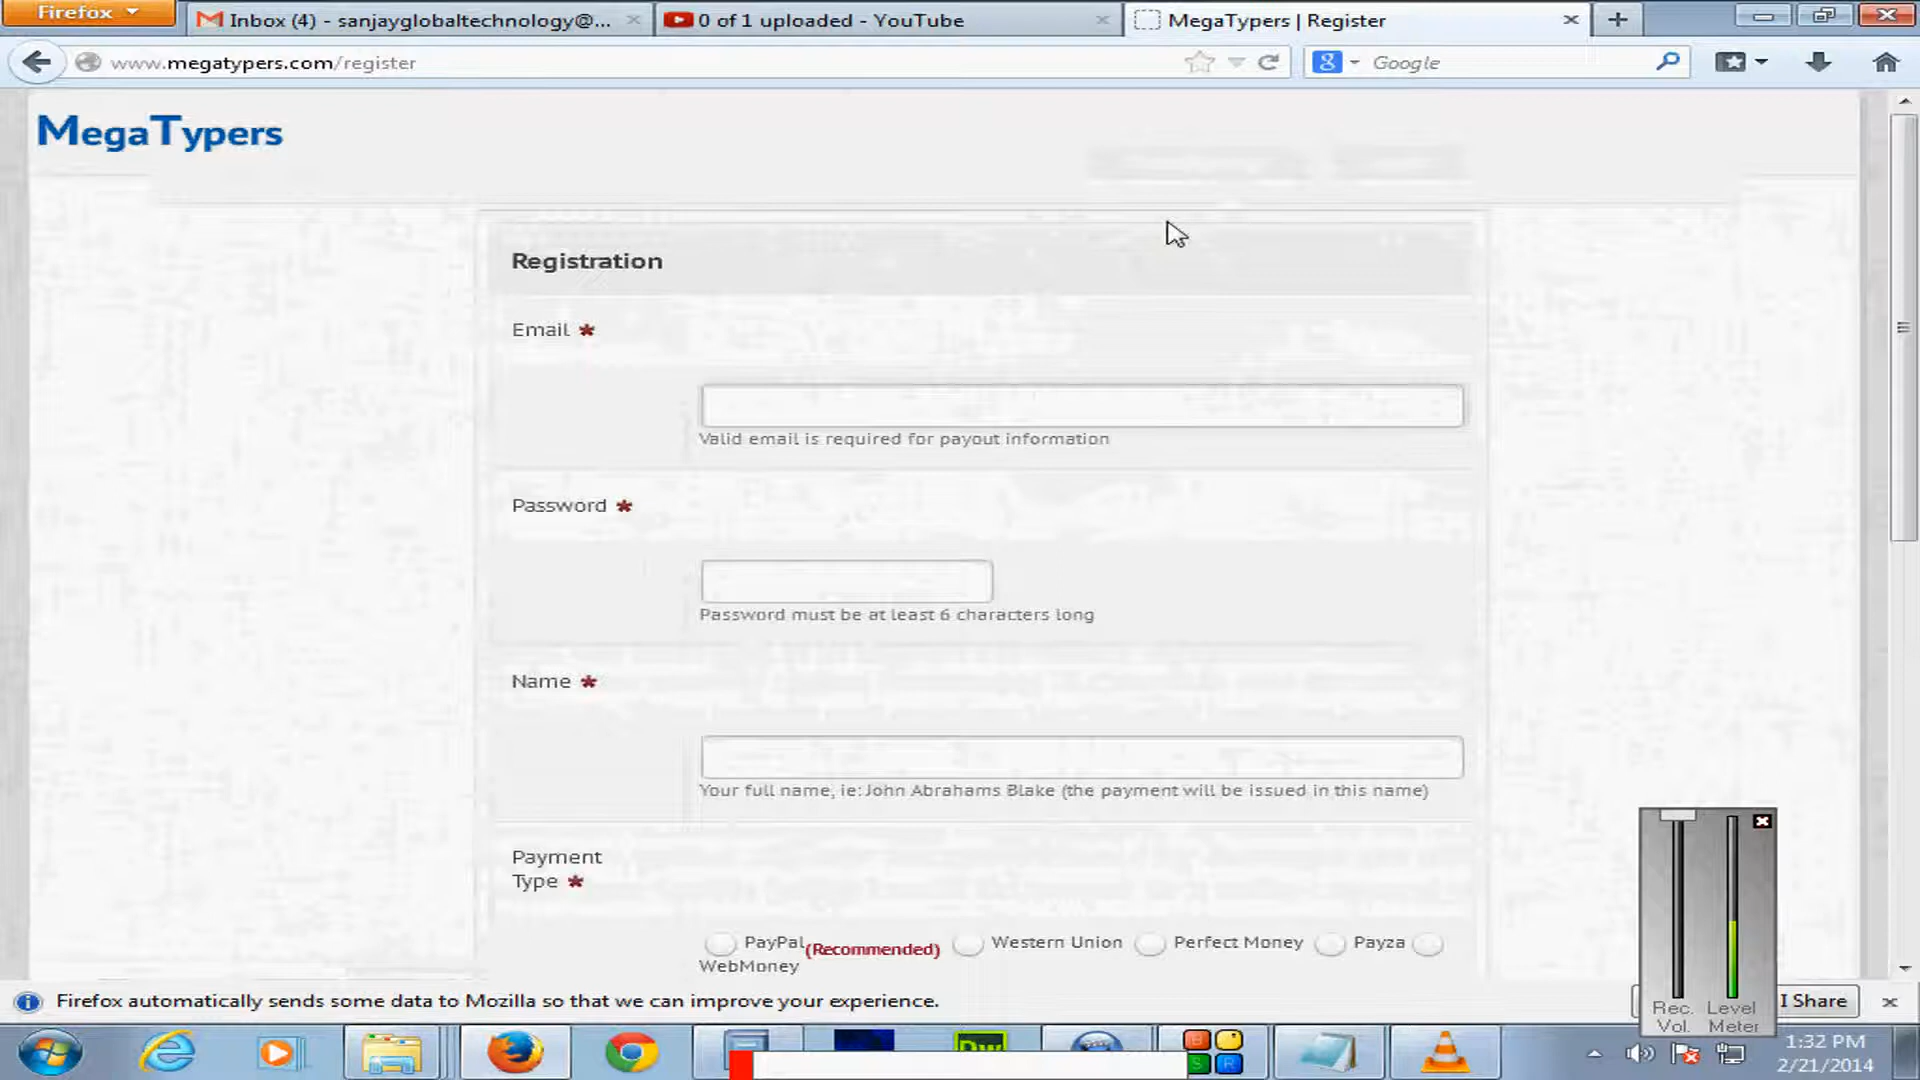 Firefox
Inbox (4) - sanjayglobaltechnology@...
0 of 1 uploaded - YouTube
MegaTypers | Register
www.megatypers.com/register
Google
MegaTypers
Registration
Email *
Valid email is required for payout information
Password *
Password must be at least 6 characters long
Name *
Your full name, ie: John Abrahams Blake (the payment will be issued in this name)
Payment
Type *
PayPal (Recommended) Western Union Perfect Money Payza
WebMoney
Firefox automatically sends some data to Mozilla so that we can improve your experience.
I Share
Rec. Level
Vol. Meter
Dw
B
S R
1:32 PM
2/21/2014